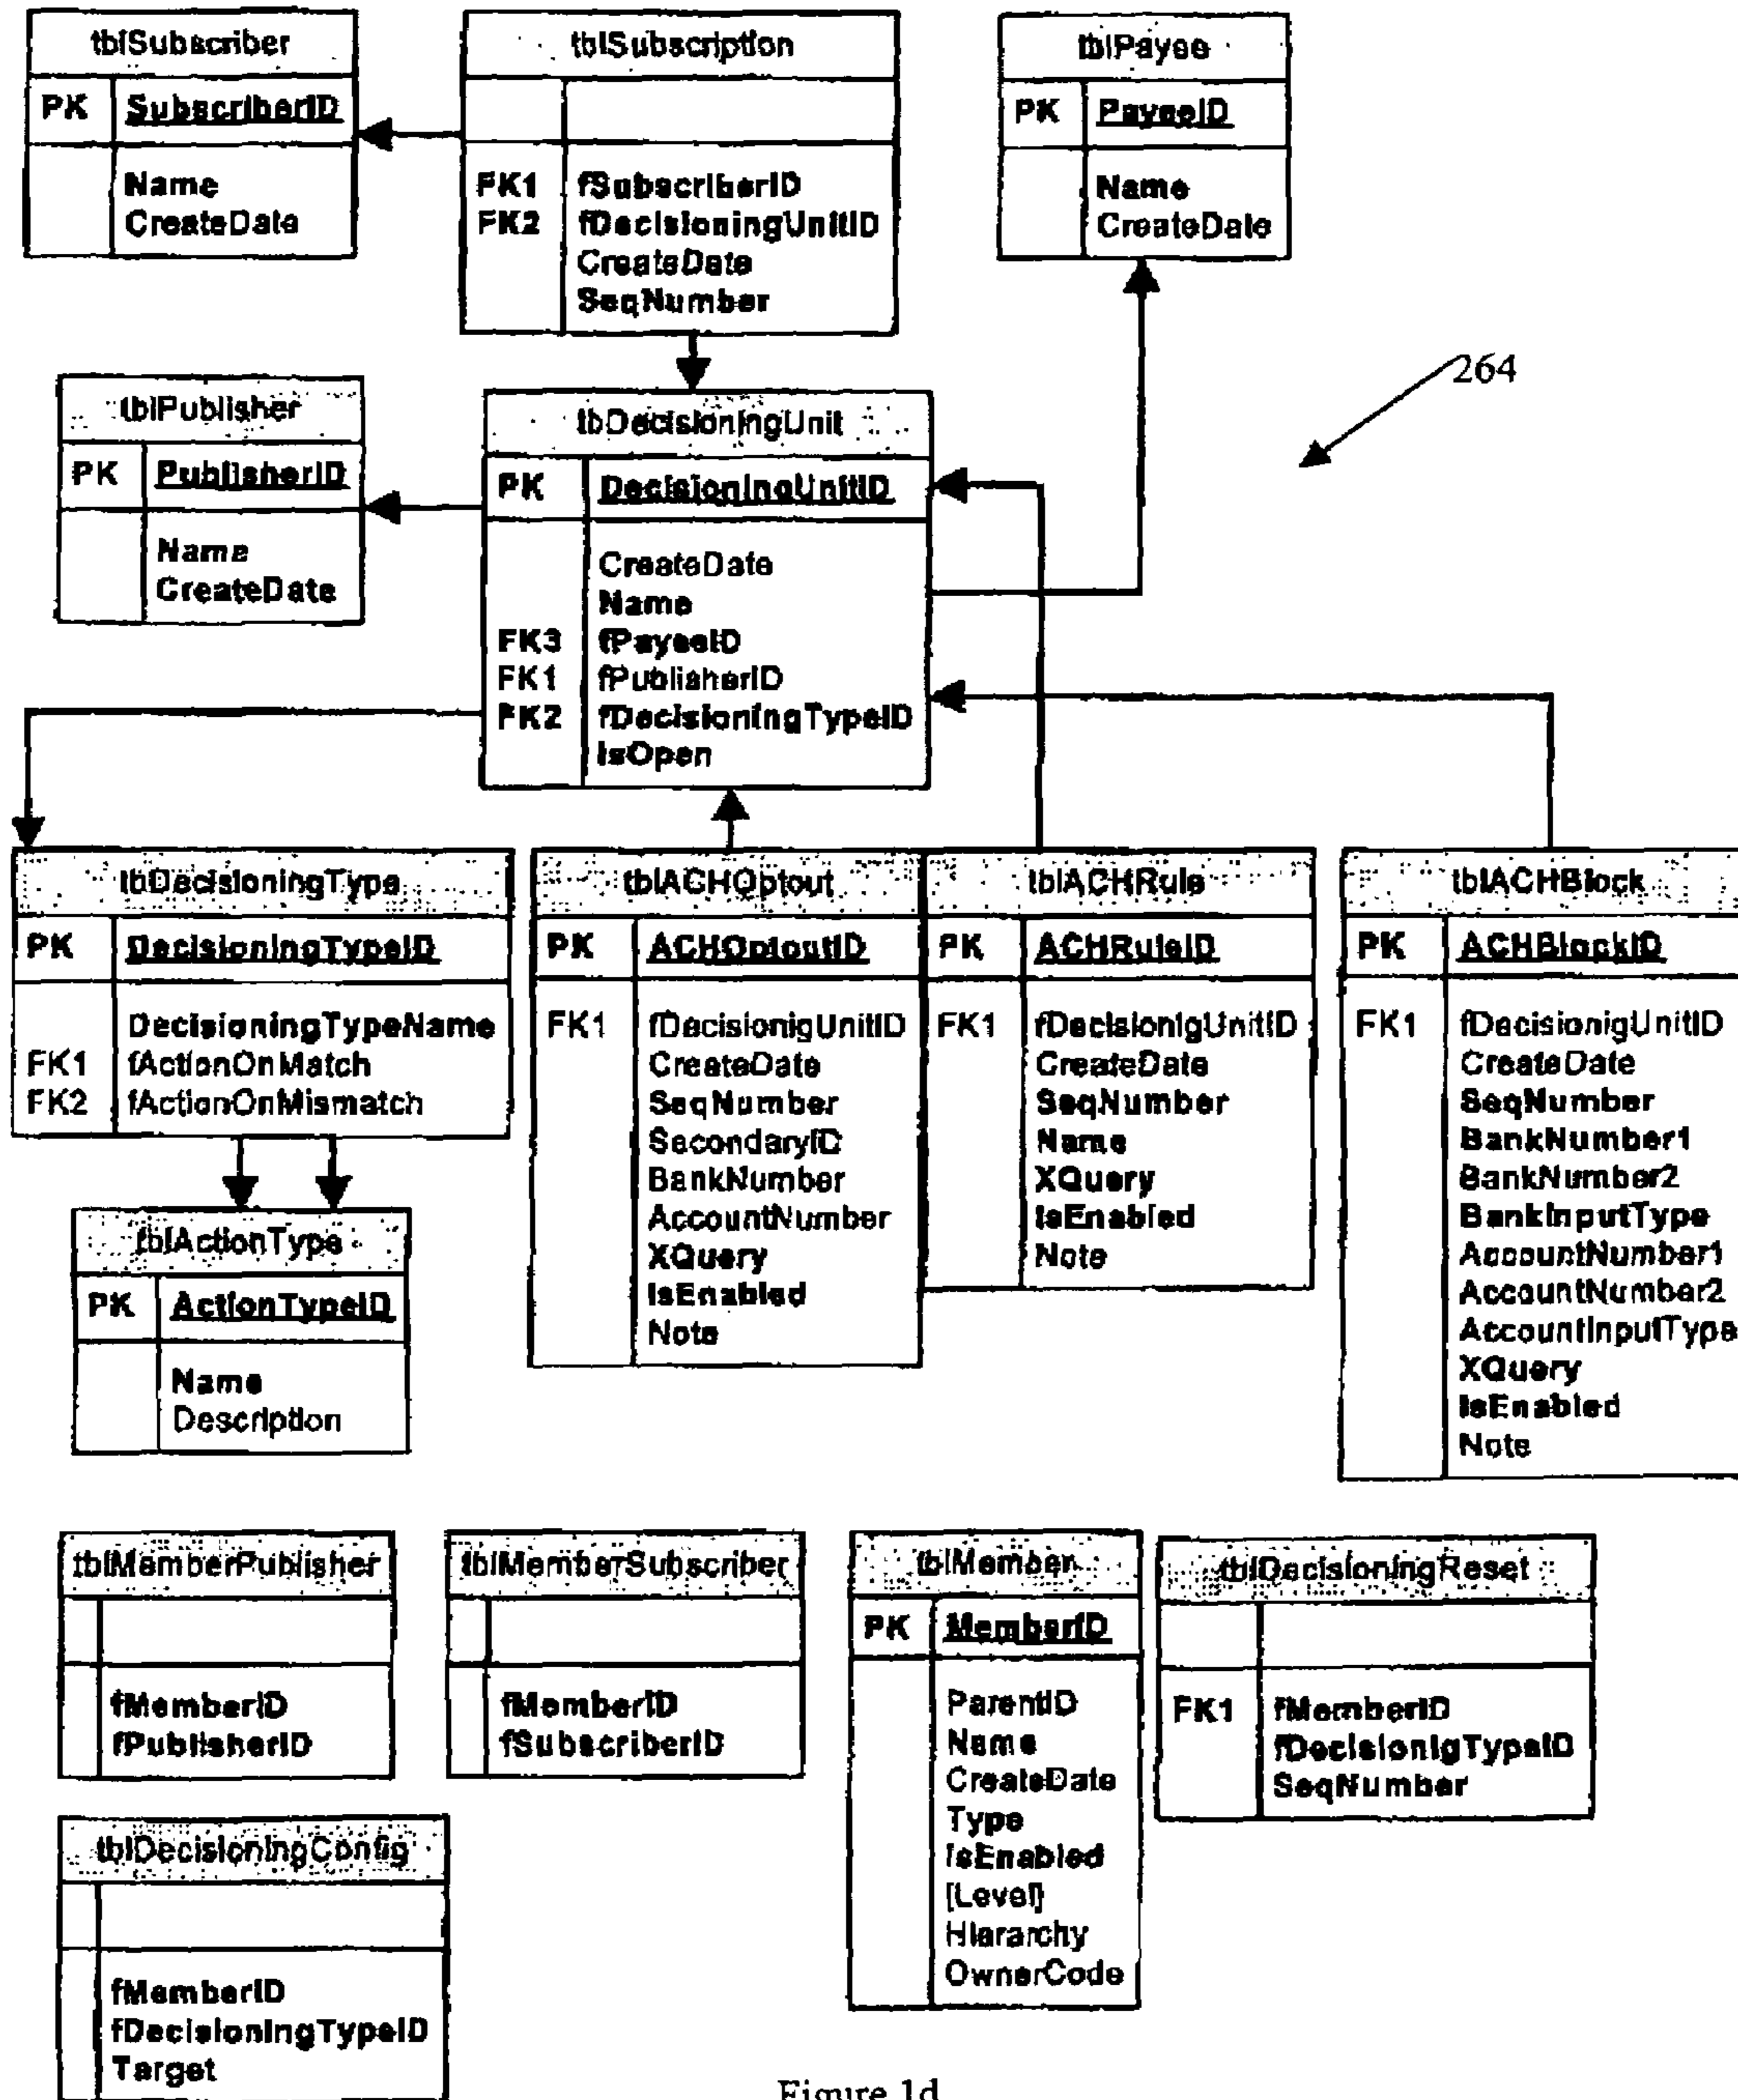 tblSubscriber
PK SubscriberID
Name
CreateDate
tblSubscription
FK1 fSubscriberID
FK2 fDecisioningUnitID
CreateDate
SeqNumber
tblPayee
PK PayeeID
Name
CreateDate
264
tblPublisher
PK PublisherID
Name
CreateDate
tbDecisioningUnit
PK DecisioningUnitID
CreateDate
Name
FK3 fPayeeID
FK1 fPublisherID
FK2 fDecisioningTypeID
IsOpen
tbDecisioningType
PK DecisioningTypeID
DecisioningTypeName
FK1 fActionOnMatch
FK2 fActionOnMismatch
tblACHOptout
PK ACHOptoutID
FK1 fDecisionigUnitID
CreateDate
SeqNumber
SecondaryID
BankNumber
AccountNumber
XQuery
IsEnabled
Note
tblACHRule
PK ACHRuleID
FK1 fDecisionigUnitID
CreateDate
SeqNumber
Name
XQuery
IsEnabled
Note
tblACHBlock
PK ACHBlockID
FK1 fDecisionigUnitID
CreateDate
SeqNumber
BankNumber1
BankNumber2
BankInputType
AccountNumber1
AccountNumber2
AccountInputType
XQuery
IsEnabled
Note
tblActionType
PK ActionTypeID
Name
Description
tblMemberPublisher
fMemberID
fPublisherID
tblMemberSubscriber
fMemberID
fSubscriberID
tblMember
PK MemberID
ParentID
Name
CreateDate
Type
IsEnabled
[Level]
Hierarchy
OwnerCode
tblDecisioningReset
FK1 fMemberID
fDecisionigTypeID
SeqNumber
tblDecisioningConfig
fMemberID
fDecisioningTypeID
Target
Figure 1d